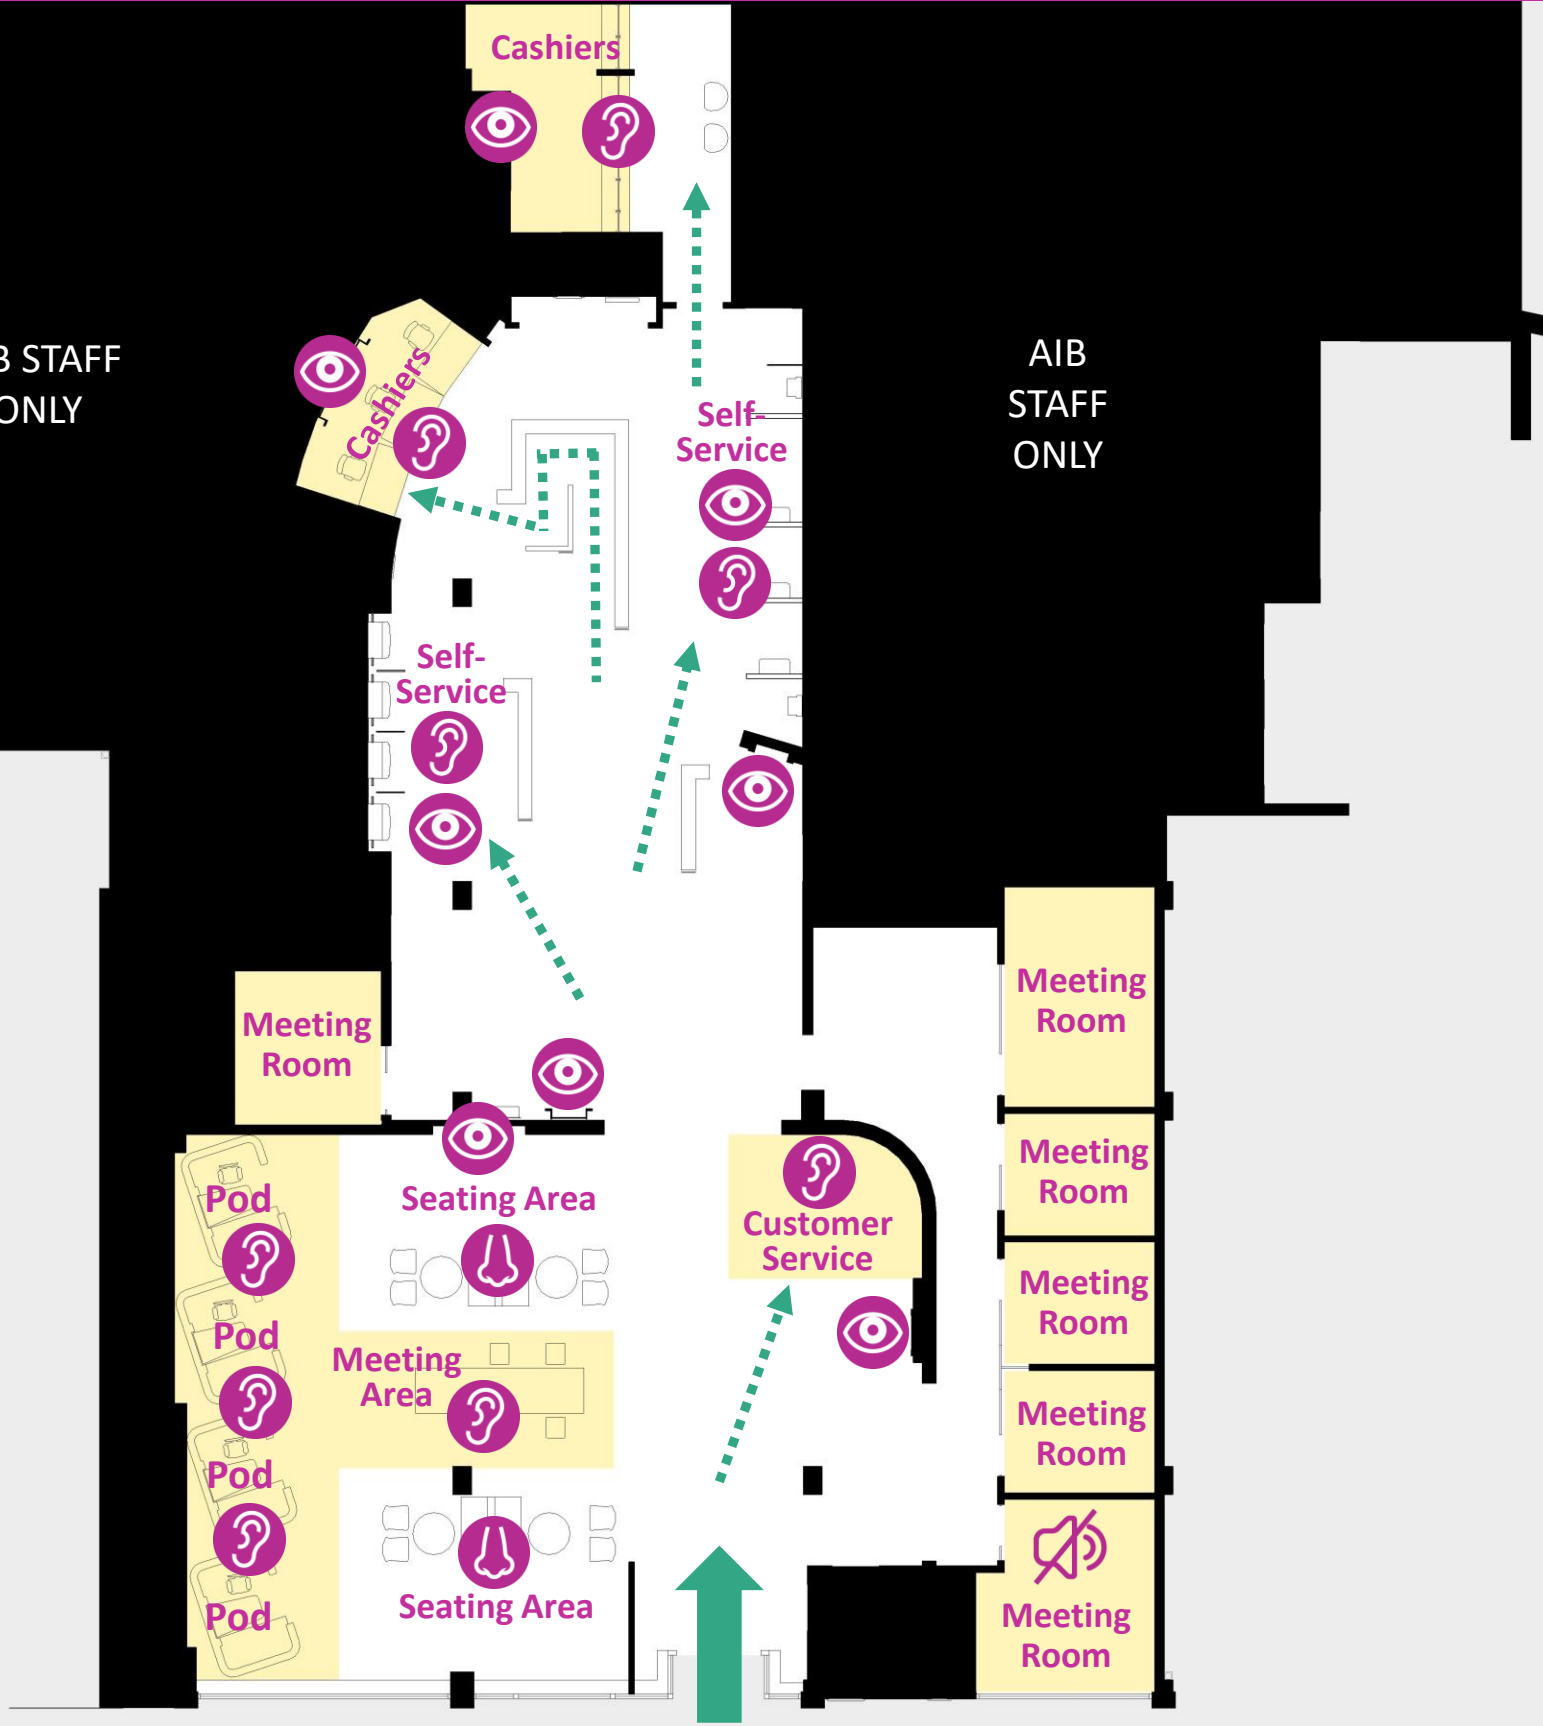 Cashiers
B STAFF
ONLY
Cashiers
AIB
STAFF
ONLY
Self-
Service
Self-
Service
Meeting
Room
Meeting
Room
Meeting
Room
Pod
Seating Area
Customer
Service
Meeting
Room
Pod
Meeting
Area
Meeting
Room
Pod
Seating Area
Pod
Meeting
Room